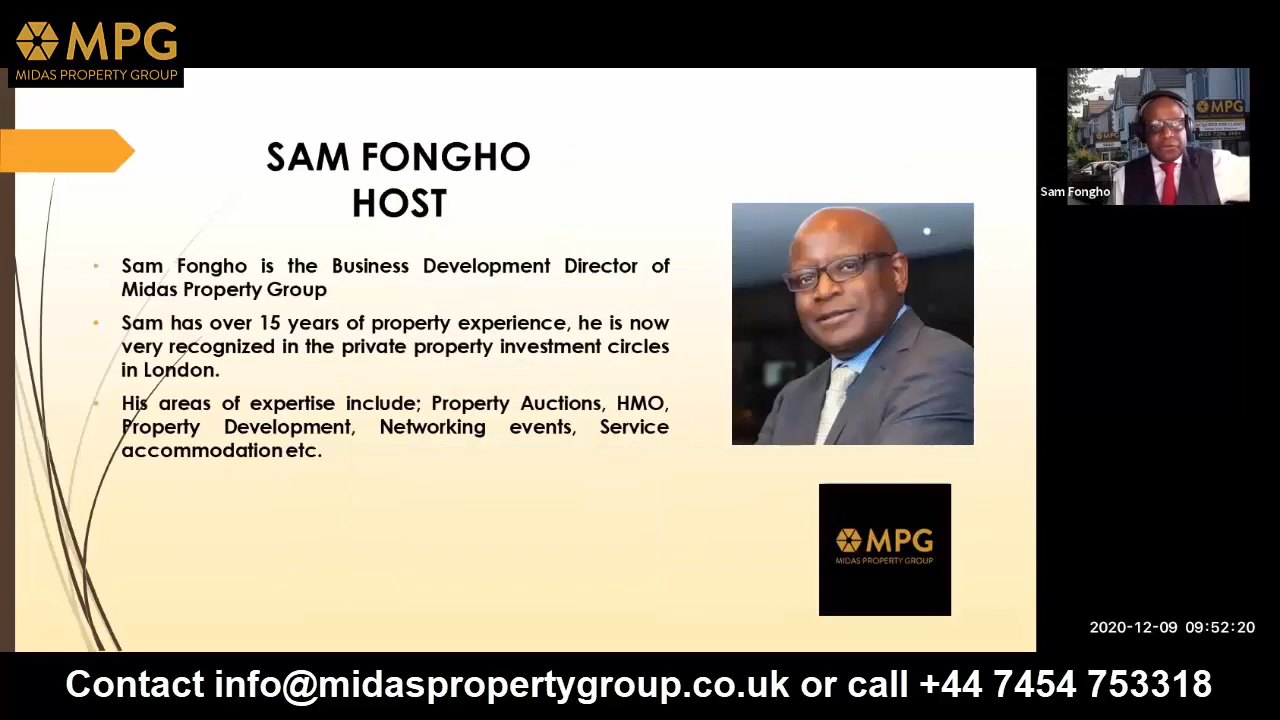 MPG
MIDAS PROPERTY GROUP
SAM FONGHO
HOST
Sam Fongho is the Business Development Director of
Midas Property Group
Sam has over 15 years of property experience, he is now
very recognized in the private property investment circles
in London.
His areas of expertise include; Property Auctions, HMO,
Property Development, Networking events, Service
accommodation etc.
MPG
MIDAS PROPERTY GROUP
MPG
MPG
SOLD
Sam Fongho
2020-12-09 09:52:20
Contact info@midaspropertygroup.co.uk or call +44 7454 753318